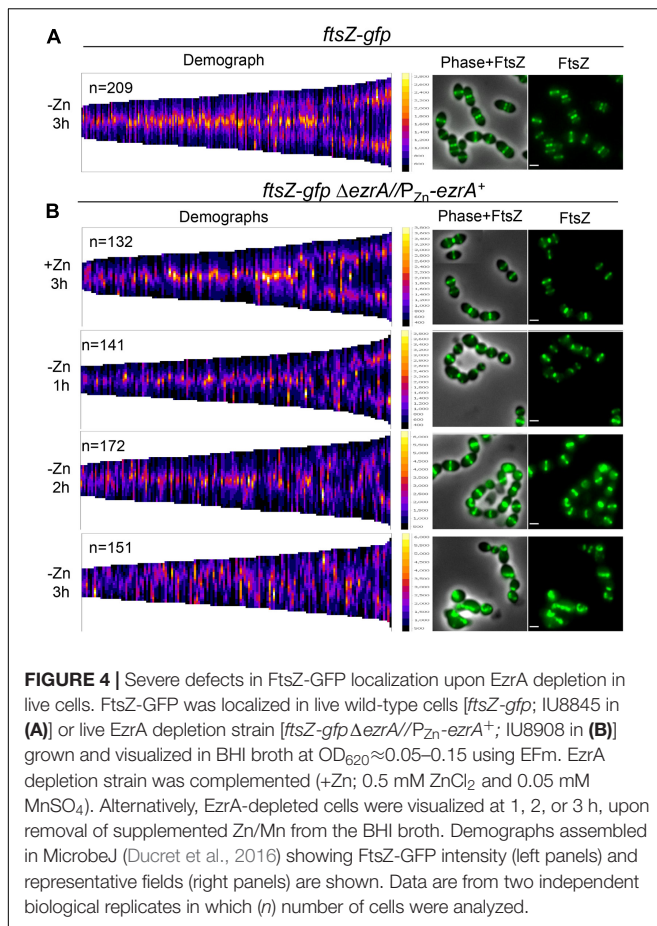 A
ftsZ-gfp
Demograph
Phase+FtsZ
FtsZ
n=209
-Zn
3h
ftsZ-gfp ΔezrA//P_Zn-ezrA⁺
B
Demographs
Phase+FtsZ
FtsZ
n=132
+Zn
3h
n=141
-Zn
1h
n=172
-Zn
2h
n=151
-Zn
3h
FIGURE 4 | Severe defects in FtsZ-GFP localization upon EzrA depletion in
live cells. FtsZ-GFP was localized in live wild-type cells [ftsZ-gfp; IU8845 in
(A)] or live EzrA depletion strain [ftsZ-gfp ΔezrA//P_Zn-ezrA⁺; IU8908 in (B)]
grown and visualized in BHI broth at OD₆₂₀≈0.05–0.15 using EFm. EzrA
depletion strain was complemented (+Zn; 0.5 mM ZnCl₂ and 0.05 mM
MnSO₄). Alternatively, EzrA-depleted cells were visualized at 1, 2, or 3 h, upon
removal of supplemented Zn/Mn from the BHI broth. Demographs assembled
in MicrobeJ (Ducret et al., 2016) showing FtsZ-GFP intensity (left panels) and
representative fields (right panels) are shown. Data are from two independent
biological replicates in which (n) number of cells were analyzed.